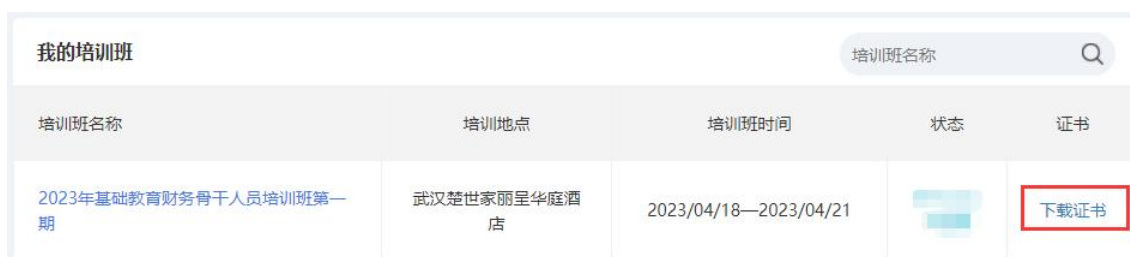 我的培训班
培训班名称
培训班名称 培训地点 培训班时间 状态 证书
2023年基础教育财务骨干人员培训班第一
期
武汉楚世家丽呈华庭酒
店
2023/04/18—2023/04/21
下载证书